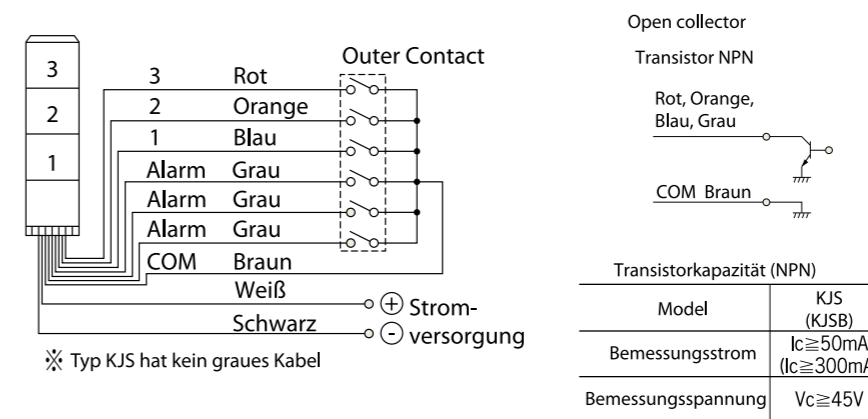 3
2
1
3 Rot
2 Orange
1 Blau
Alarm Grau
Alarm Grau
Alarm Grau
COM Braun
Weiß
Schwarz
Outer Contact
+ Strom-
- versorgung
※ Typ KJS hat kein graues Kabel
Open collector
Transistor NPN
Rot, Orange,
Blau, Grau
COM Braun
Transistorkapazität (NPN)
Model KJS
(KJSB)
Bemessungsstrom Ic≧50mA
(Ic≧300mA
Bemessungsspannung Vc≧45V